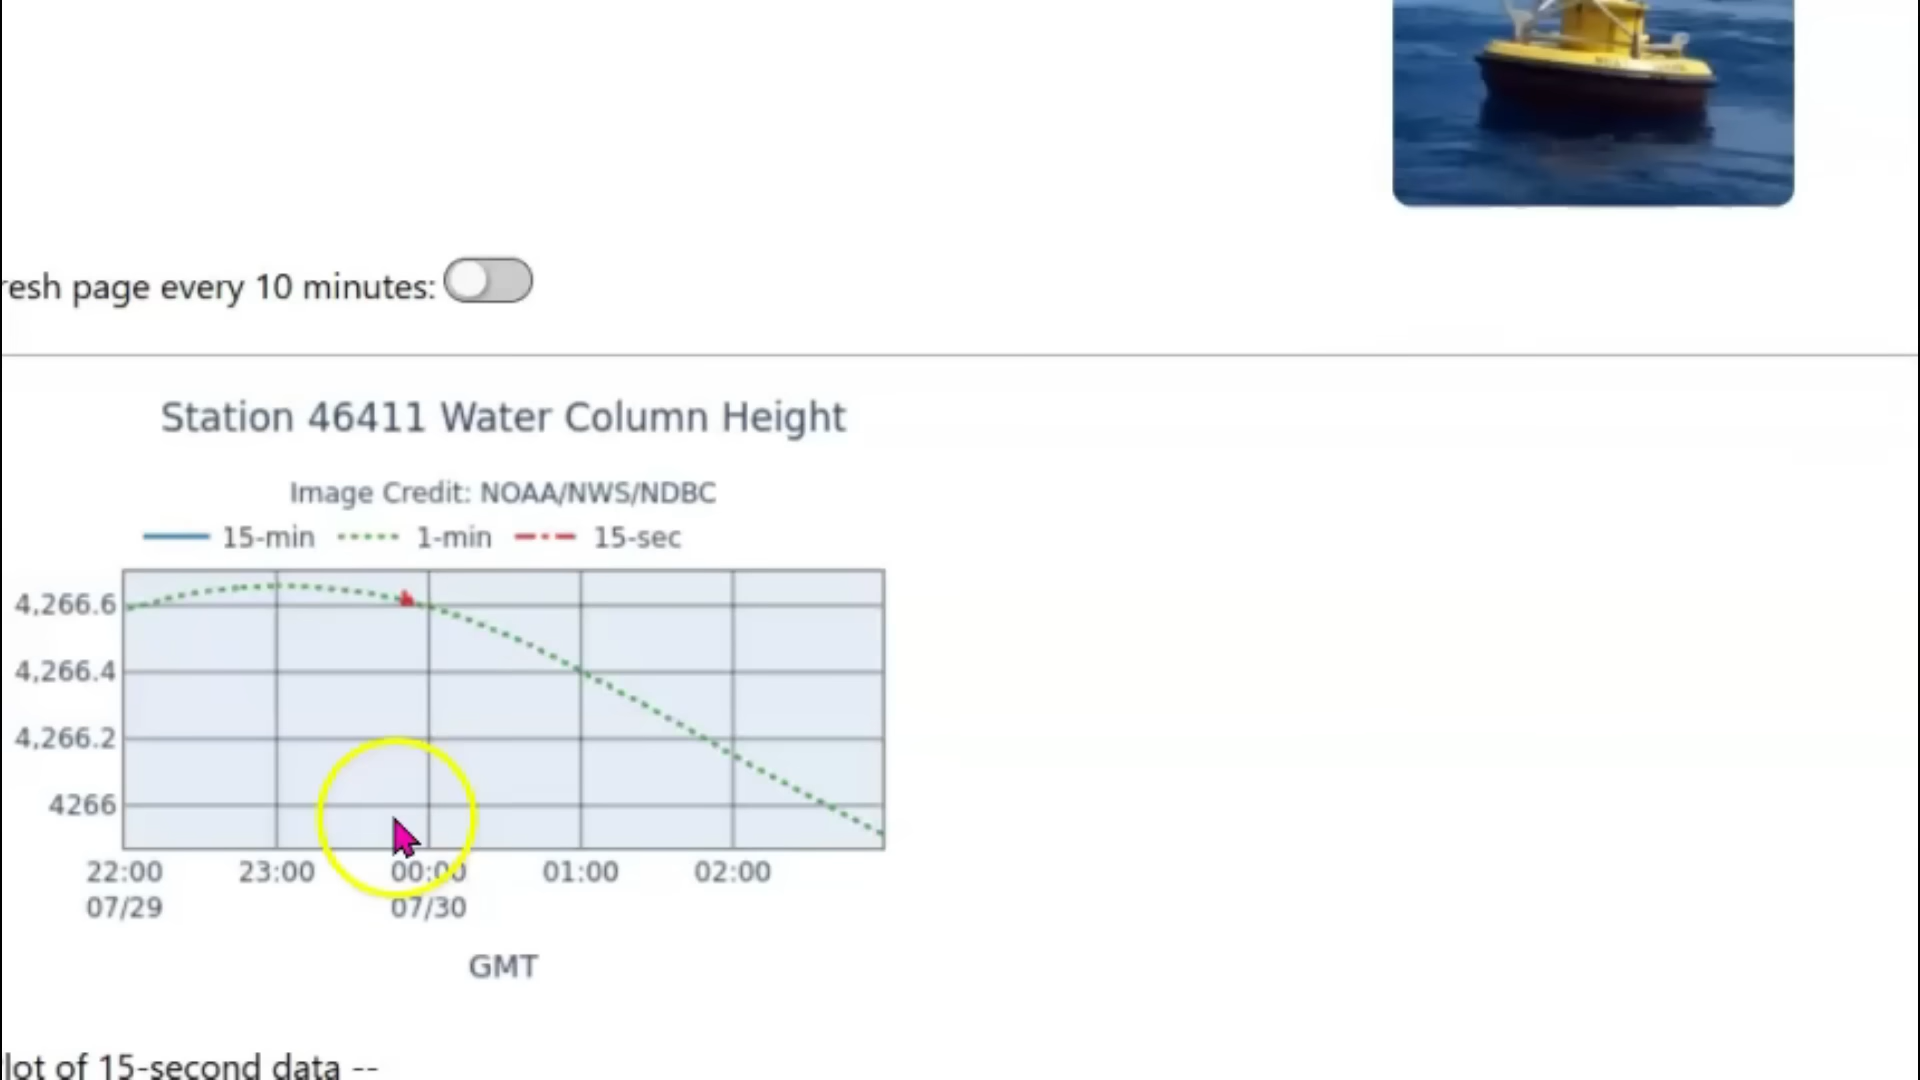 resh page every 10 minutes:
Station 46411 Water Column Height
Image Credit: NOAA/NWS/NDBC
15-min 1-min 15-sec
4,266.6
4,266.4
4,266.2
4266
22:00 23:00 00:00 01:00 02:00
07/29 07/30
GMT
lot of 15-second data --